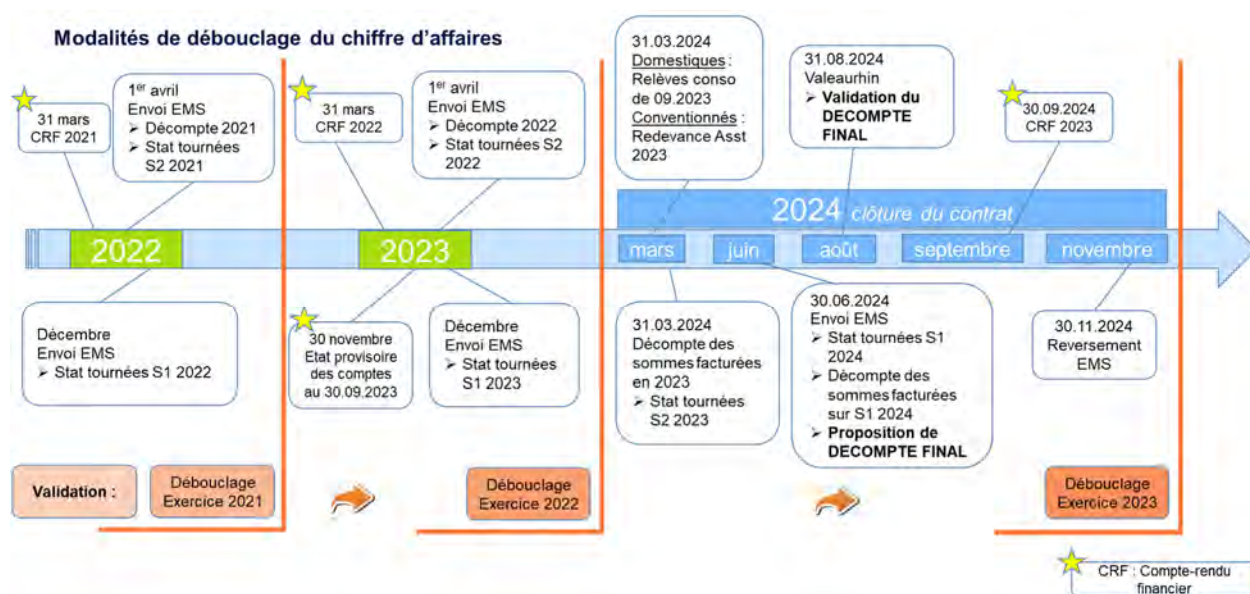 Modalités de débouclage du chiffre d'affaires
31 mars
CRF 2021
1er avril
Envoi EMS
➢ Décompte 2021
➢ Stat tournées
S2 2021
31 mars
CRF 2022
1er avril
Envoi EMS
➢ Décompte 2022
➢ Stat tournées S2
2022
31.03.2024
Domestiques :
Relèves conso
de 09.2023
Conventionnés :
Redevance Asst
2023
31.08.2024
Valeaurhin
➢ Validation du
DECOMPTE
FINAL
30.09.2024
CRF 2023
2024 clôture du contrat
2022
2023
mars
juin
août
septembre
novembre
Décembre
Envoi EMS
➢ Stat tournées S1 2022
30 novembre
Etat provisoire
des comptes
au 30.09.2023
Décembre
Envoi EMS
➢ Stat tournées
S1 2023
31.03.2024
Décompte des
sommes facturées
en 2023
➢ Stat tournées
S2 2023
30.06.2024
Envoi EMS
➢ Stat tournées S1
2024
➢ Décompte des
sommes facturées
sur S1 2024
➢ Proposition de
DECOMPTE FINAL
30.11.2024
Reversement
EMS
Validation :
Débouclage
Exercice 2021
Débouclage
Exercice 2022
Débouclage
Exercice 2023
CRF : Compte-rendu
financier